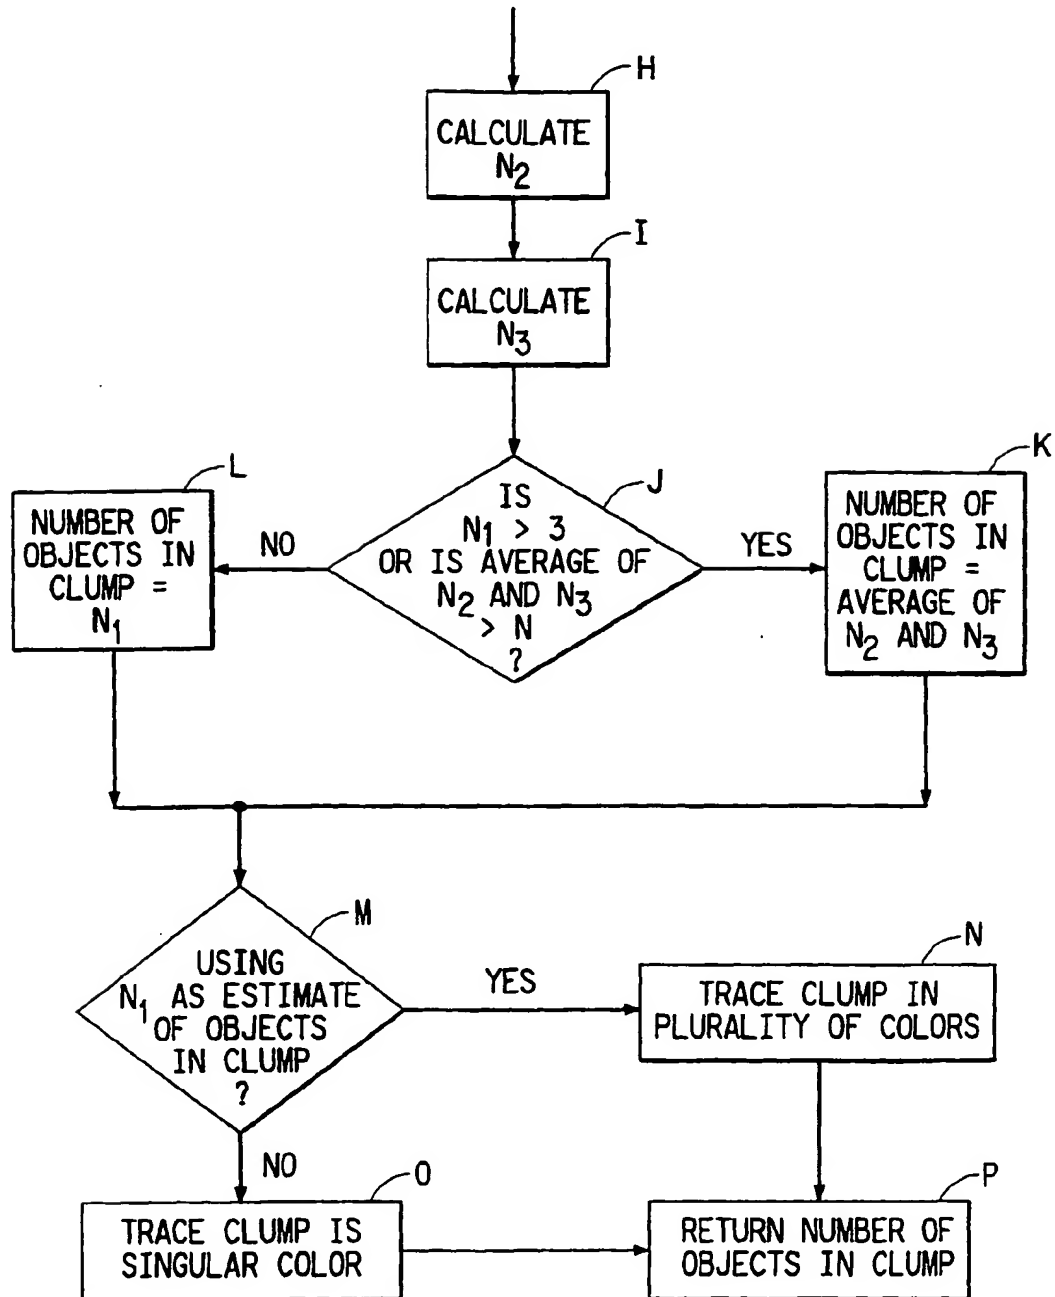 H
CALCULATE
N2
I
CALCULATE
N3
J
IS
N1 > 3
OR IS AVERAGE OF
N2 AND N3
> N
?
NO
YES
L
NUMBER OF
OBJECTS IN
CLUMP =
N1
K
NUMBER OF
OBJECTS IN
CLUMP =
AVERAGE OF
N2 AND N3
M
USING
N1 AS ESTIMATE
OF OBJECTS
IN CLUMP
?
YES
NO
N
TRACE CLUMP IN
PLURALITY OF COLORS
O
TRACE CLUMP IS
SINGULAR COLOR
P
RETURN NUMBER OF
OBJECTS IN CLUMP